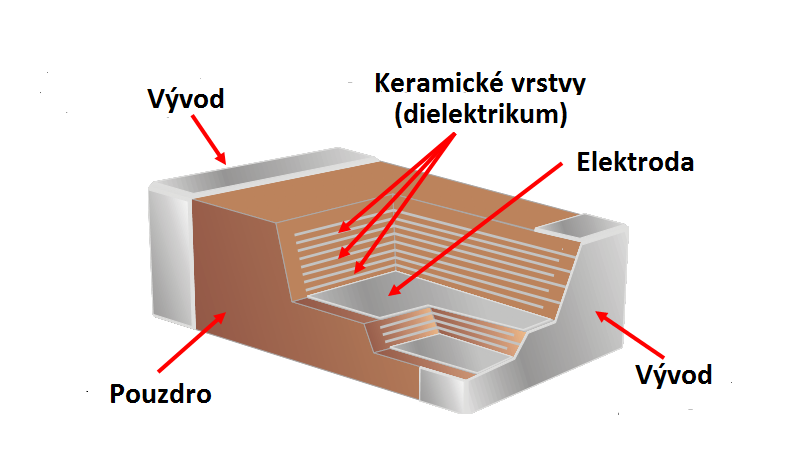 Vývod
Keramické vrstvy
(dielektrikum)
Elektroda
Pouzdro
Vývod